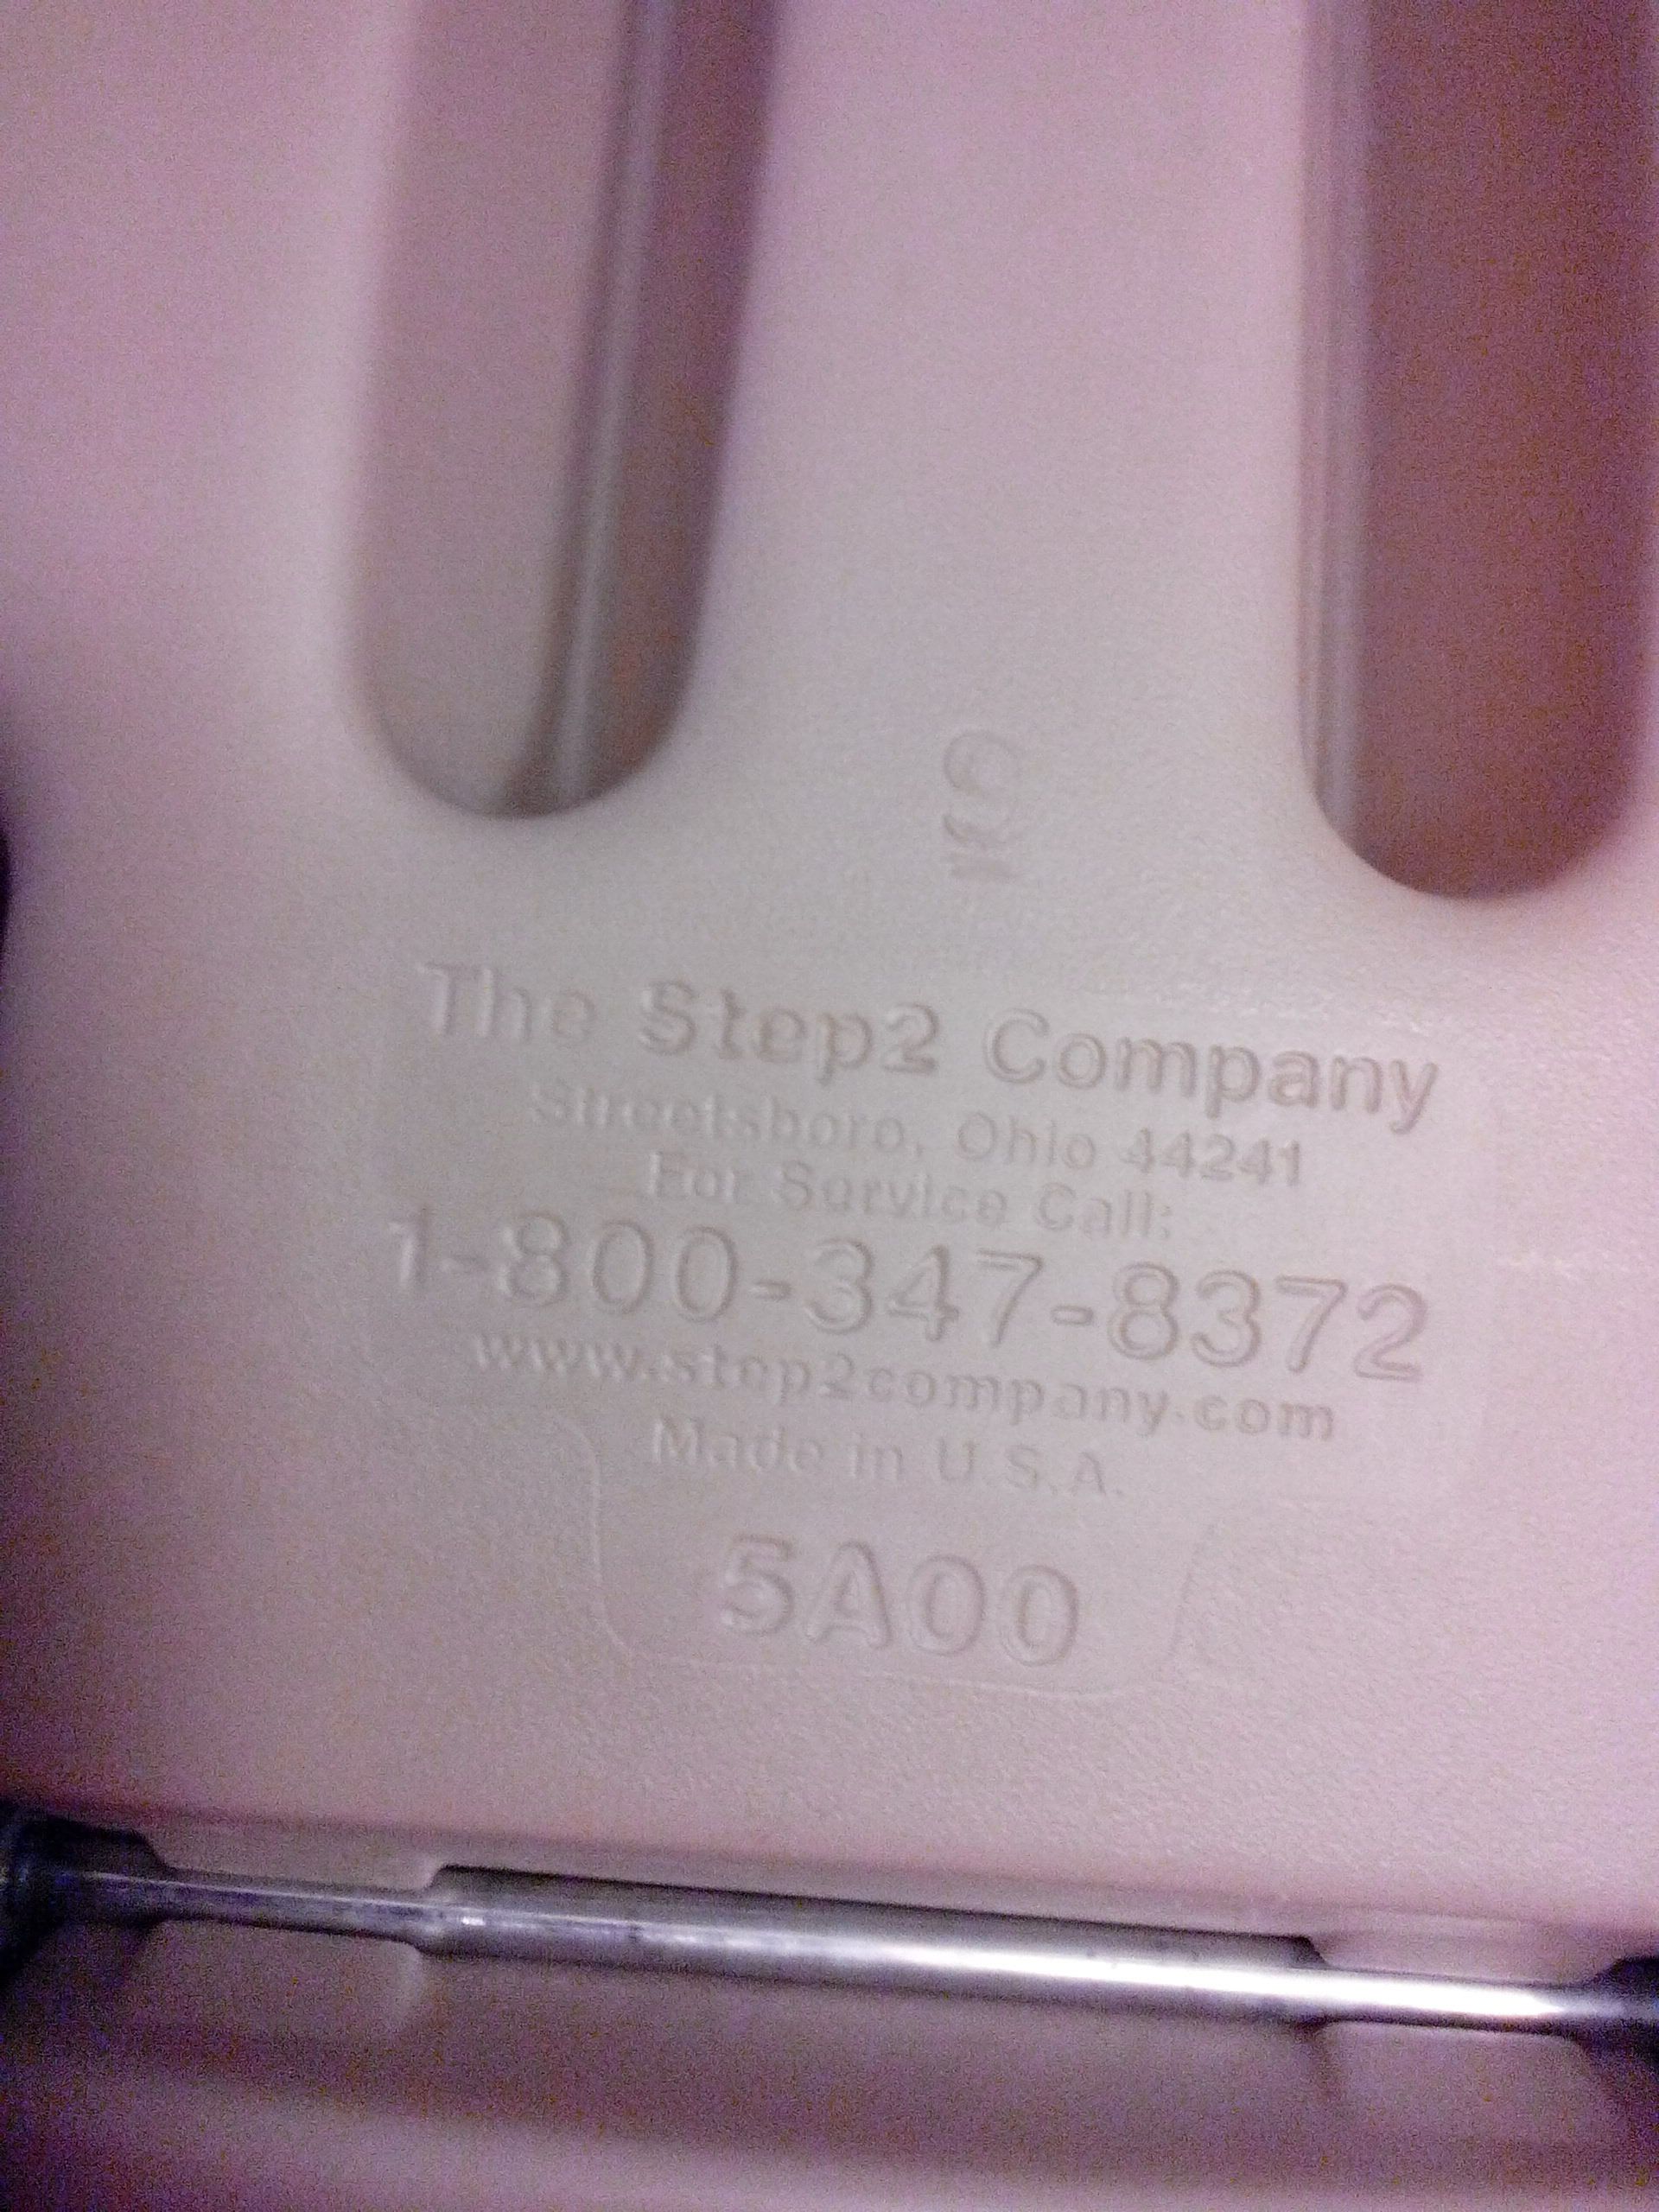 The Step2 Company
Streetsboro, Ohio 44241
For Service Call:
1-800-347-8372
www.step2company.com
Made in U.S.A.
5A00